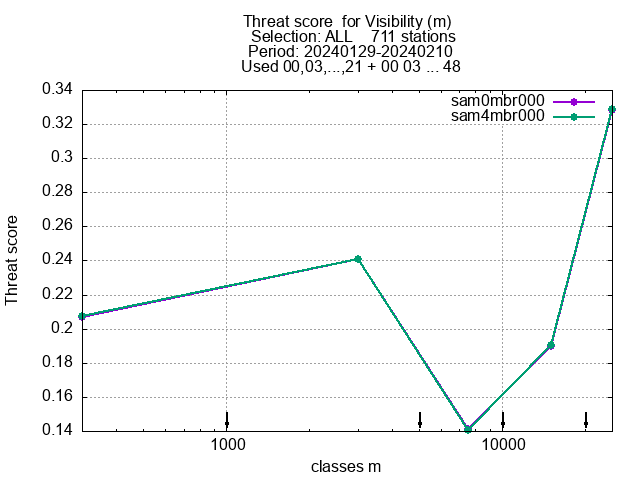 Threat score  for Visibility (m)
Selection: ALL    711 stations
Period: 20240129-20240210
Used 00,03,...,21 + 00 03 ... 48
sam0mbr000
sam4mbr000
0.34
0.32
0.3
0.28
0.26
0.24
0.22
0.2
0.18
0.16
0.14
Threat score
1000
10000
classes m